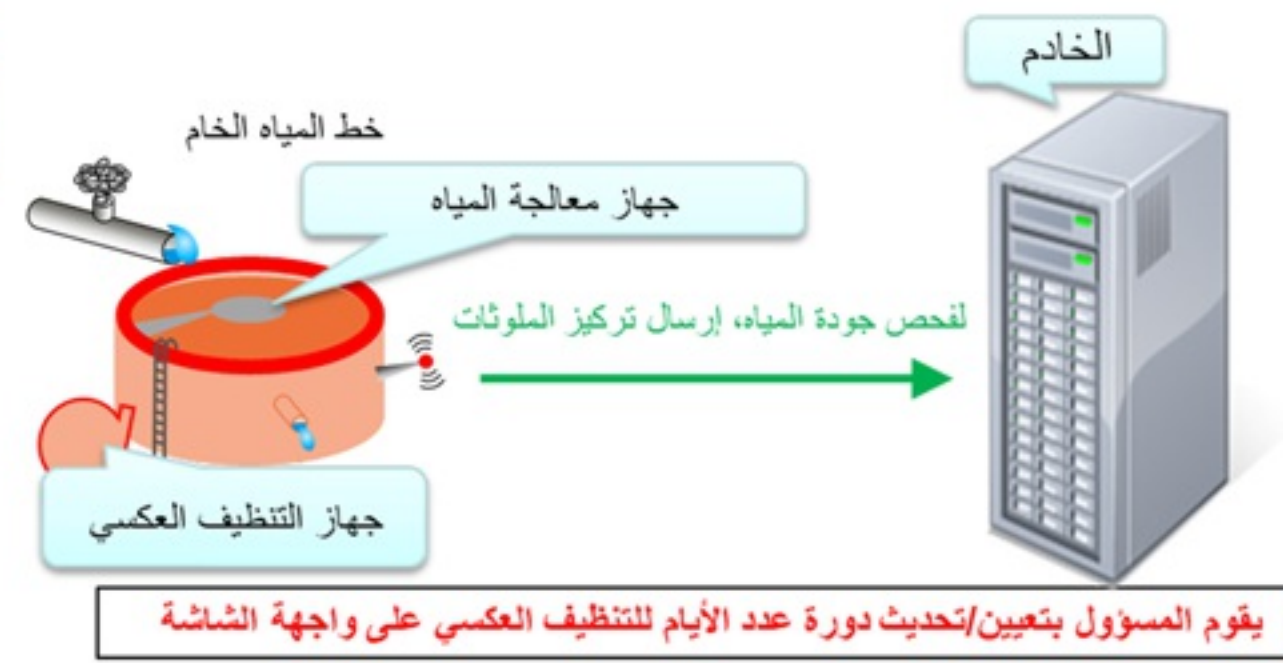 الخادم
خط المياه الخام
جهاز معالجة المياه
لفحص جودة المياه، إرسال تركيز الملوثات
جهاز التنظيف العكسي
يقوم المسؤول بتعيين/تحديث دورة عدد الأيام للتنظيف العكسي على واجهة الشاشة